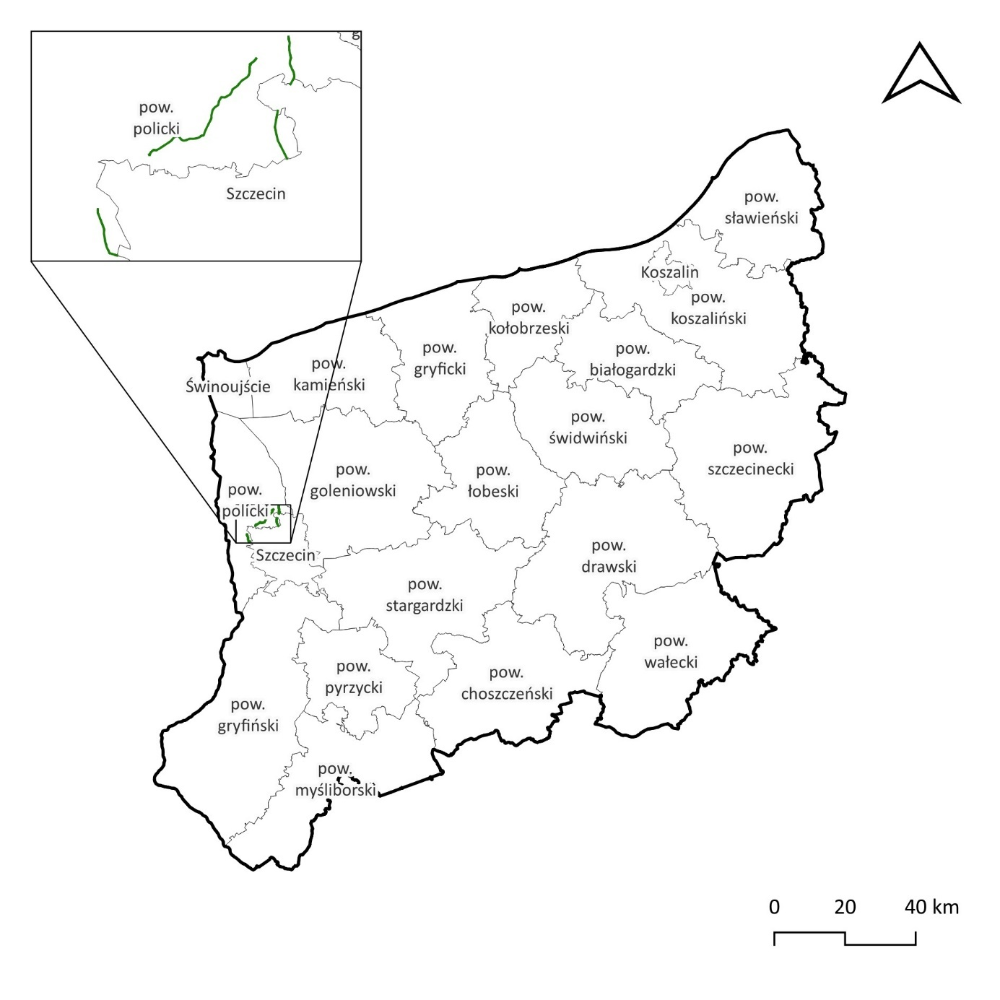 pow.
policki
Szczecin
pow.
sławieński
Koszalin
pow.
koszaliński
pow.
kołobrzeski
pow.
gryficki
pow.
białogardzki
pow.
kamieński
Świnoujście
pow.
świdwiński
pow.
szczecinecki
pow.
goleniowski
pow.
łobeski
pow.
policki
Szczecin
pow.
drawski
pow.
stargardzki
pow.
wałecki
pow.
pyrzycki
pow.
choszczeński
pow.
gryfiński
pow.
myśliborski
0 20 40 km